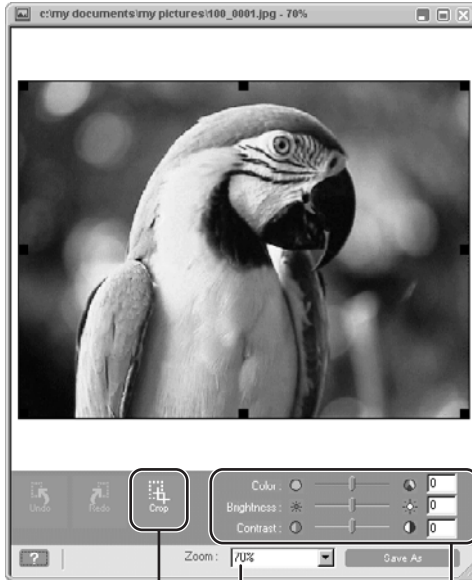 c:\my documents\my pictures\100_0001.jpg - 70%
Undo Redo Crop
Color: 0
Brightness: 0
Contrast: 0
? Zoom: 70% Save As